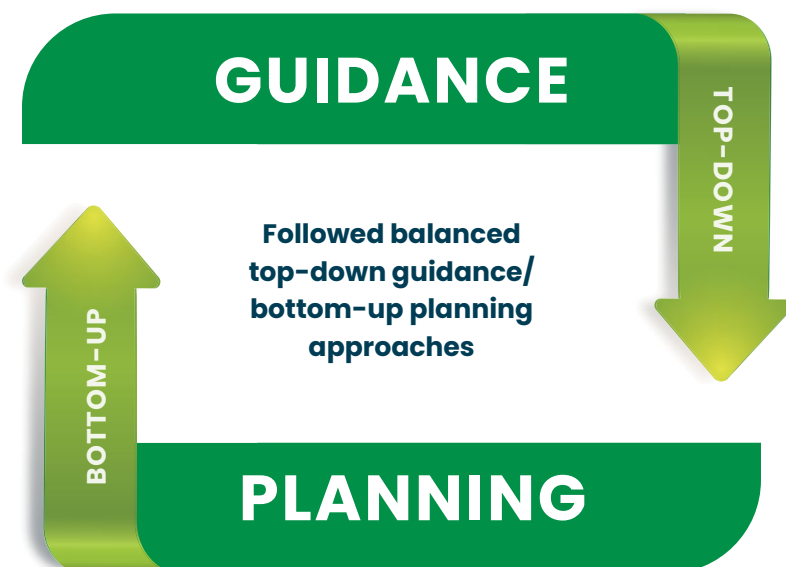 GUIDANCE
TOP-DOWN
Followed balanced
top-down guidance/
bottom-up planning
approaches
BOTTOM-UP
PLANNING